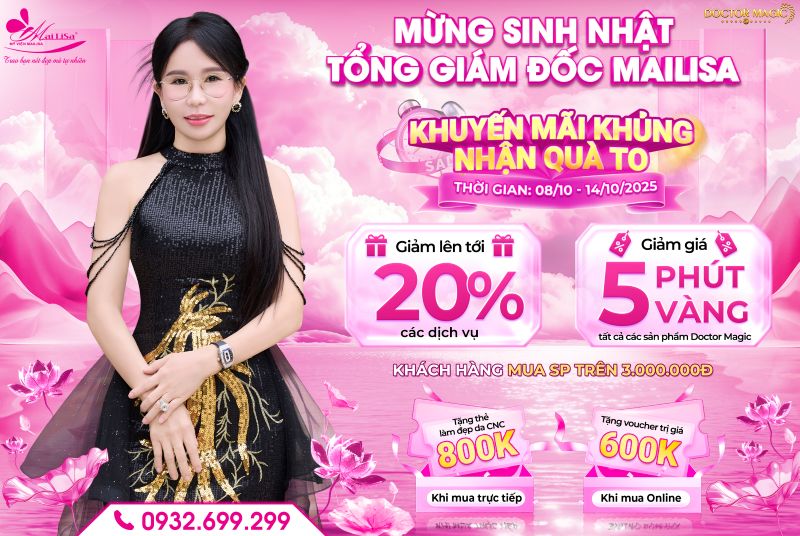 MaiLisa®
MỸ VIỆN MAILISA
Trao bạn nét đẹp mà tự nhiên
DOCTOR MAGIC
MỪNG SINH NHẬT
TỔNG GIÁM ĐỐC MAILISA
KHUYẾN MÃI KHỦNG
NHẬN QUÀ TO
THỜI GIAN: 08/10 - 14/10/2025
Giảm lên tới
20%
các dịch vụ
Giảm giá
5 PHÚT
VÀNG
tất cả các sản phẩm Doctor Magic
KHÁCH HÀNG MUA SP TRÊN 3.000.000Đ
Tặng thẻ
làm đẹp da CNC
800K
Khi mua trực tiếp
Tặng voucher trị giá
600K
Khi mua Online
0932.699.299